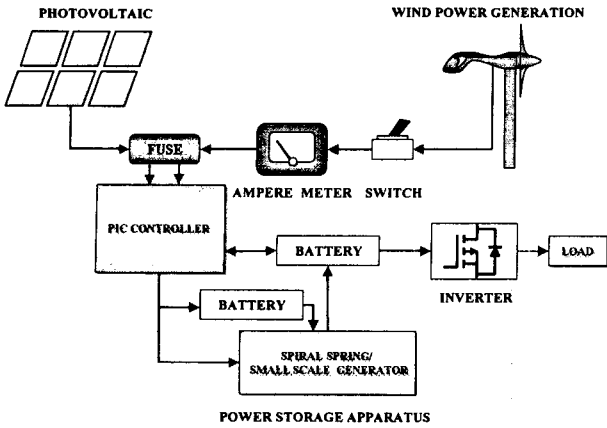 PHOTOVOLTAIC
WIND POWER GENERATION
FUSE
AMPERE METER SWITCH
PIC CONTROLLER
BATTERY
LOAD
INVERTER
BATTERY
SPIRAL SPRING/
SMALL SCALE GENERATOR
POWER STORAGE APPARATUS